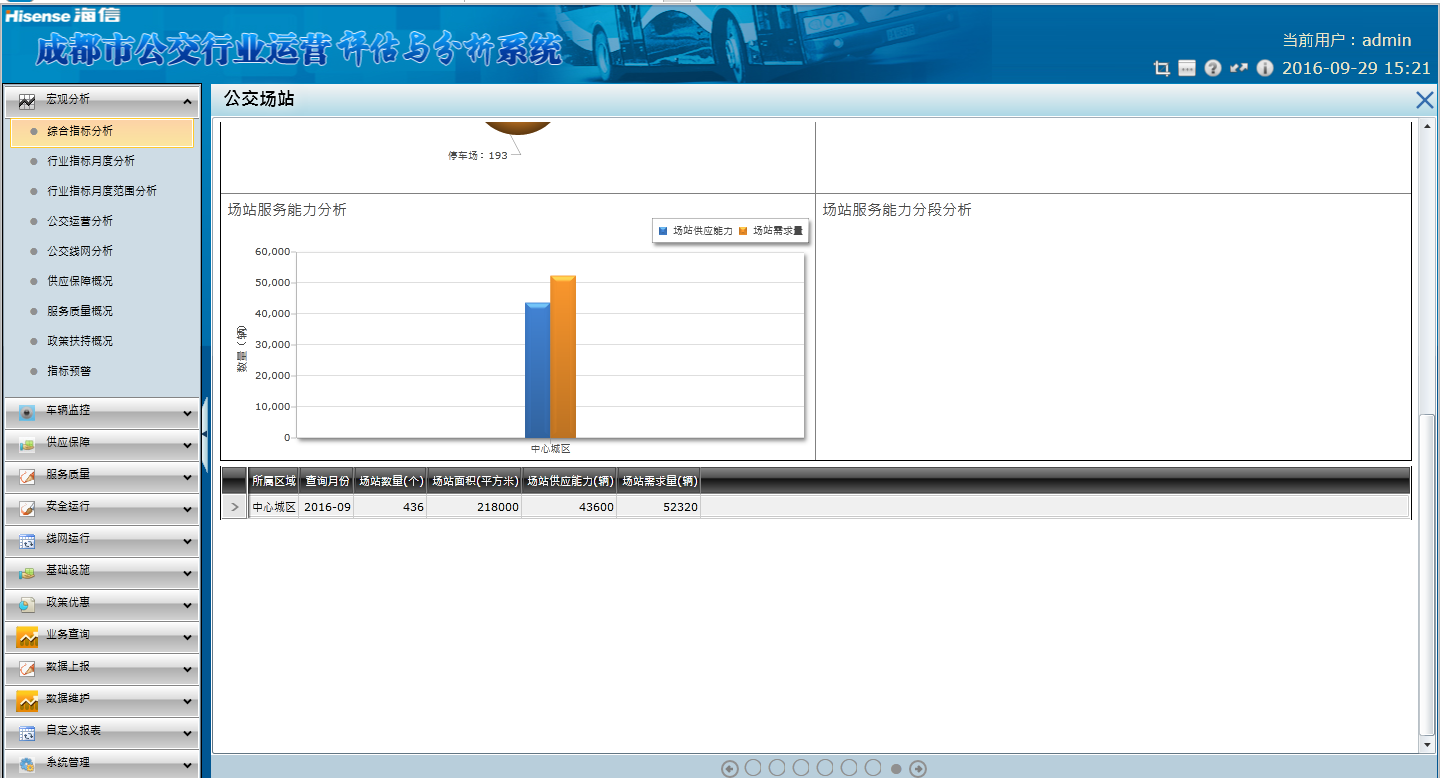 Hisense 海信
成都市公交行业运营评估与分析系统
当前用户：admin
2016-09-29 15:21
宏观分析
综合指标分析
行业指标月度分析
行业指标月度范围分析
公交运营分析
公交线网分析
供应保障概况
服务质量概况
政策扶持概况
指标预警
车辆监控
供应保障
服务质量
安全运行
线网运行
基础设施
政策优惠
业务查询
数据上报
数据维护
自定义报表
系统管理
公交场站
停车场：193
场站服务能力分析
场站供应能力 场站需求量
60,000
50,000
40,000
30,000
20,000
10,000
0
数量（辆）
中心城区
场站服务能力分段分析
所属区域 查询月份 场站数量(个) 场站面积(平方米) 场站供应能力(辆) 场站需求量(辆)
中心城区 2016-09 436 218000 43600 52320